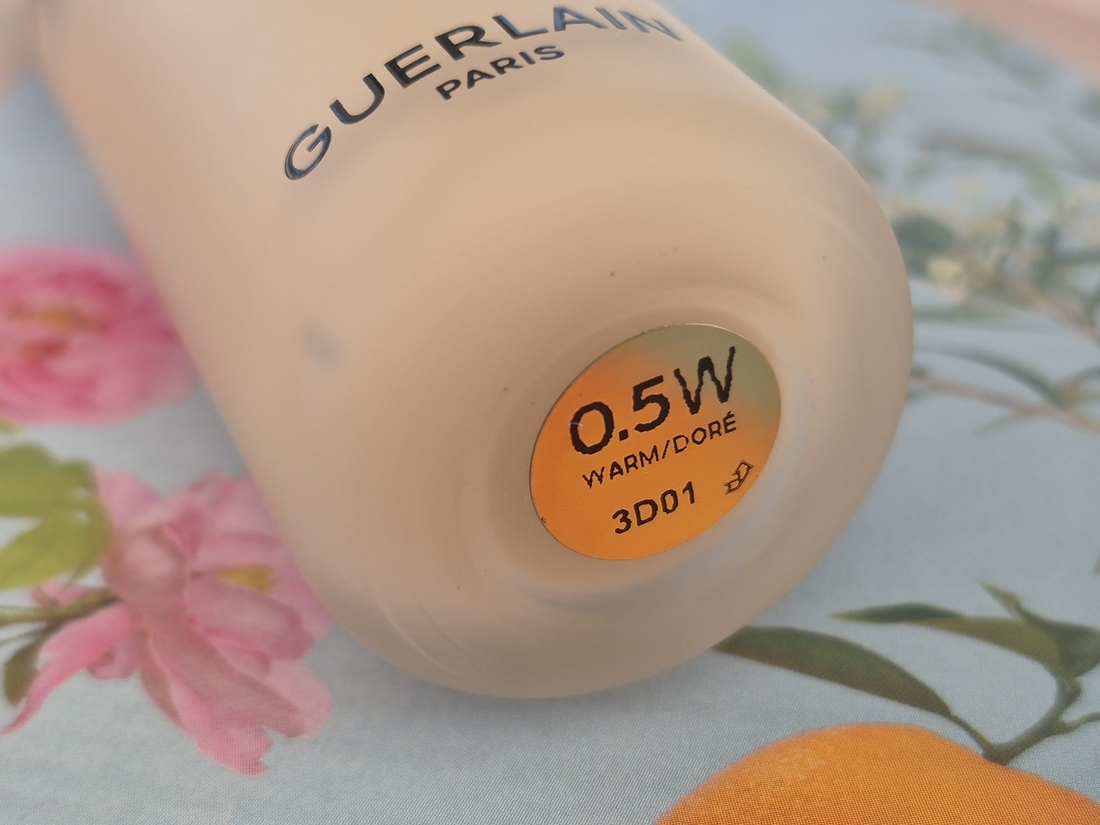 GUERLAIN
PARIS
0.5W
WARM/DORÉ
3D01